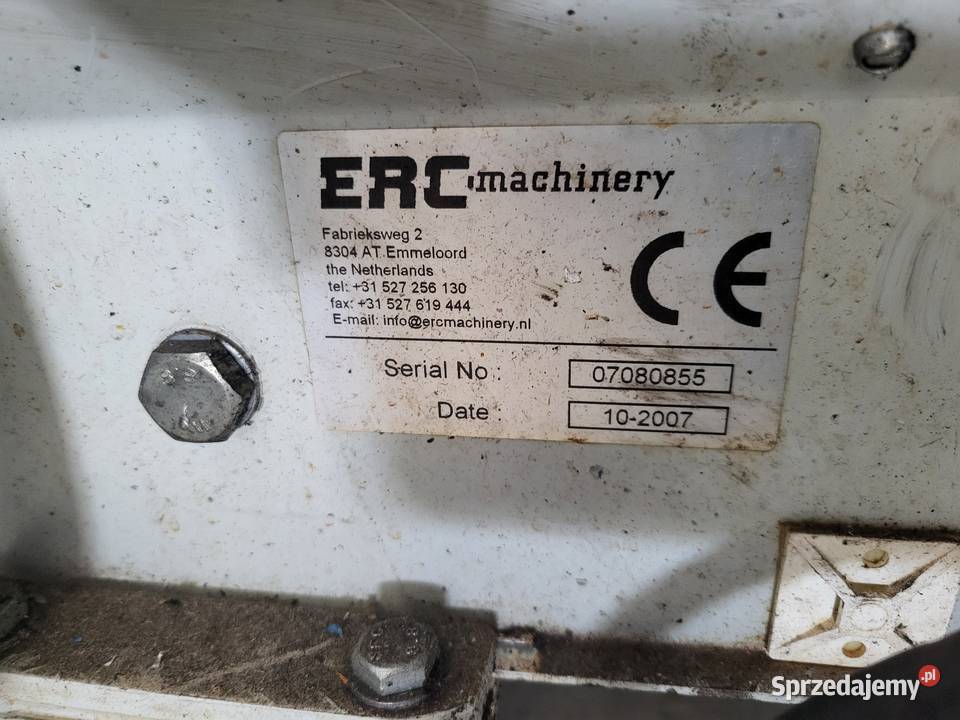 ERC machinery
Fabrieksweg 2
8304 AT Emmeloord
the Netherlands
tel: +31 527 256 130
fax: +31 527 619 444
E-mail: info@ercmachinery.nl
CE
Serial No : 07080855
Date : 10-2007
Sprzedajemy.pl